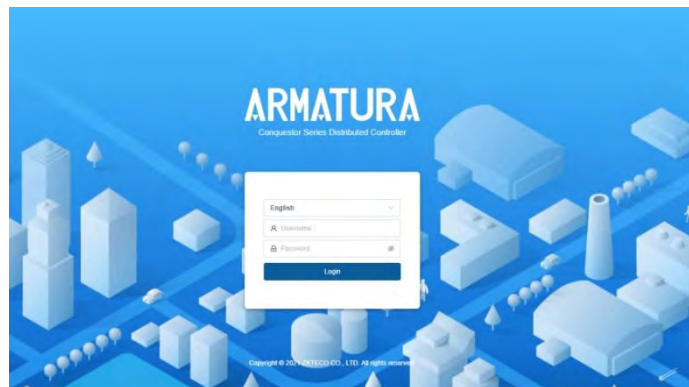 ARMATURA
Conquestor Series Distributed Controller
English
Username
Password
Login
Copyright © 2021 ZKTECO CO., LTD. All rights reserved